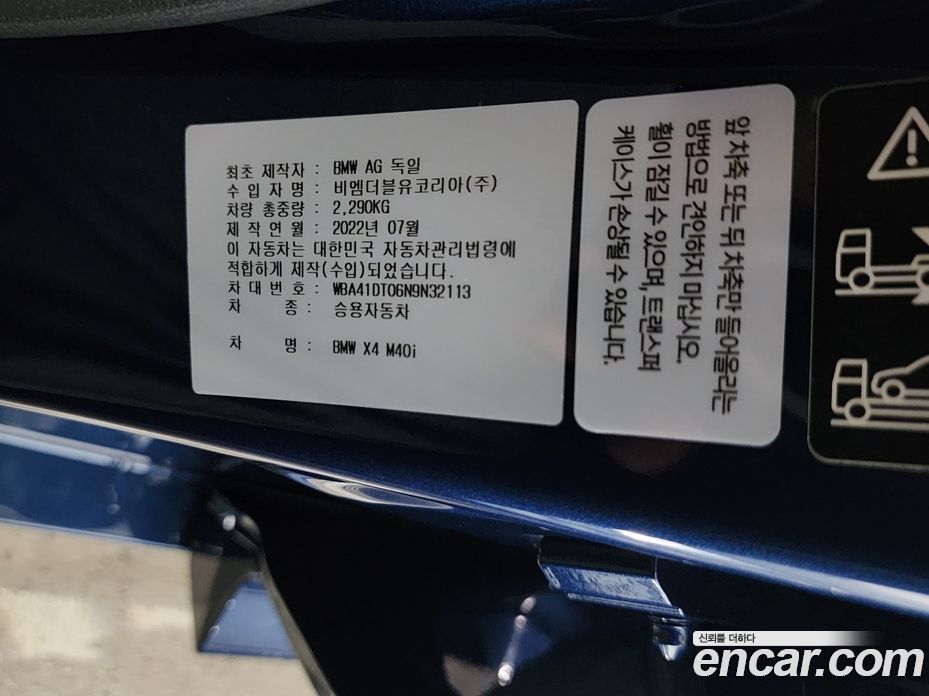 최초 제작자 : BMW AG 독일
수 입 자 명 : 비엠더블유코리아(주)
차량 총중량 : 2,290KG
제 작 연 월 : 2022년 07월
이 자동차는 대한민국 자동차관리법령에
적합하게 제작(수입)되었습니다.
차 대 번 호 : WBA41DT06N9N32113
차 종 : 승용자동차
차 명 : BMW X4 M40i
앞 차축 또는 뒤 차축만 들어올리는
방법으로 견인하지 마십시오.
휠이 잠길 수 있으며, 트랜스퍼
케이스가 손상될 수 있습니다.
신뢰를 더하다
encar.com